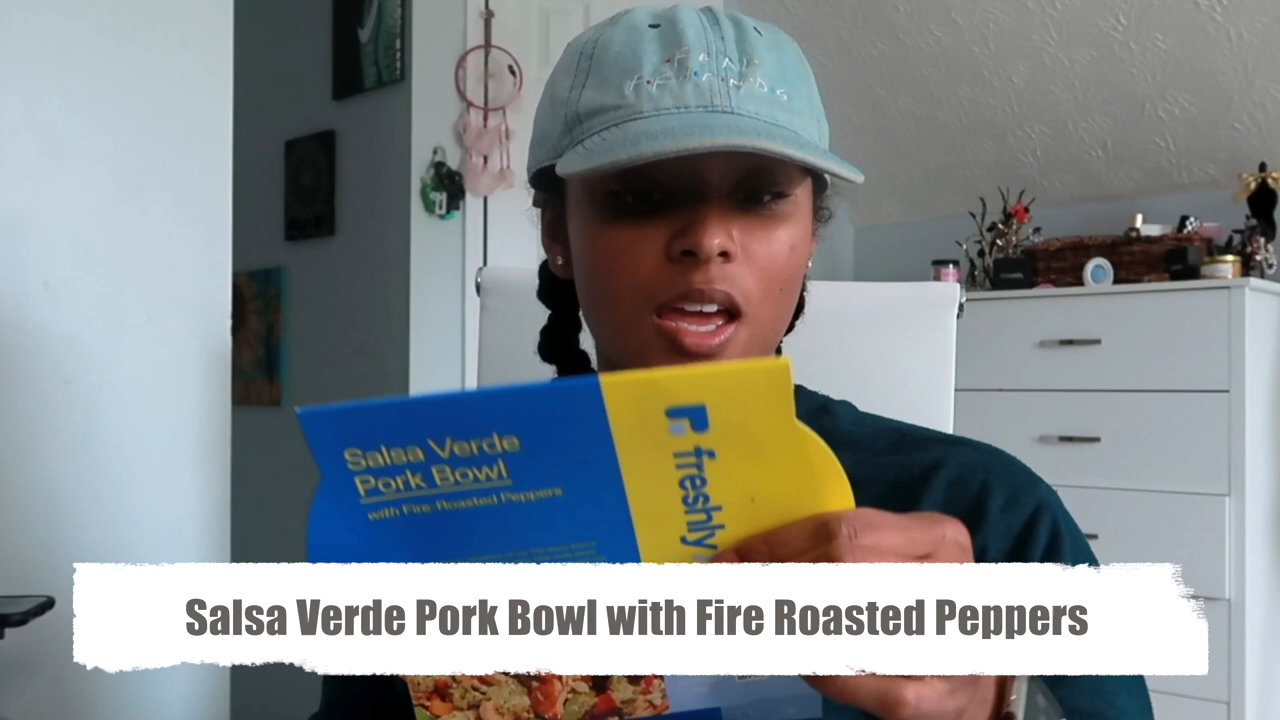 Salsa Verde
Pork Bowl
with Fire-Roasted Peppers
freshly
Salsa Verde Pork Bowl with Fire Roasted Peppers